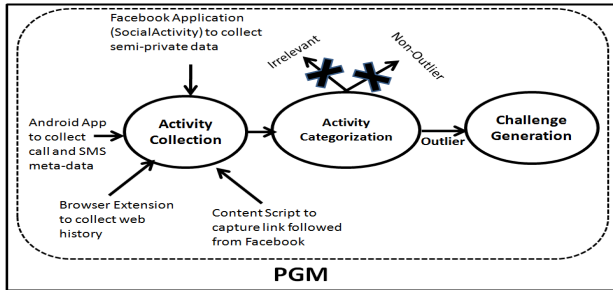 Facebook Application
(SocialActivity) to collect
semi-private data
Irrelevant
Non-Outlier
Android App
to collect
call and SMS
meta-data
Activity
Collection
Activity
Categorization
Outlier
Challenge
Generation
Browser Extension
to collect web
history
Content Script to
capture link followed
from Facebook
PGM